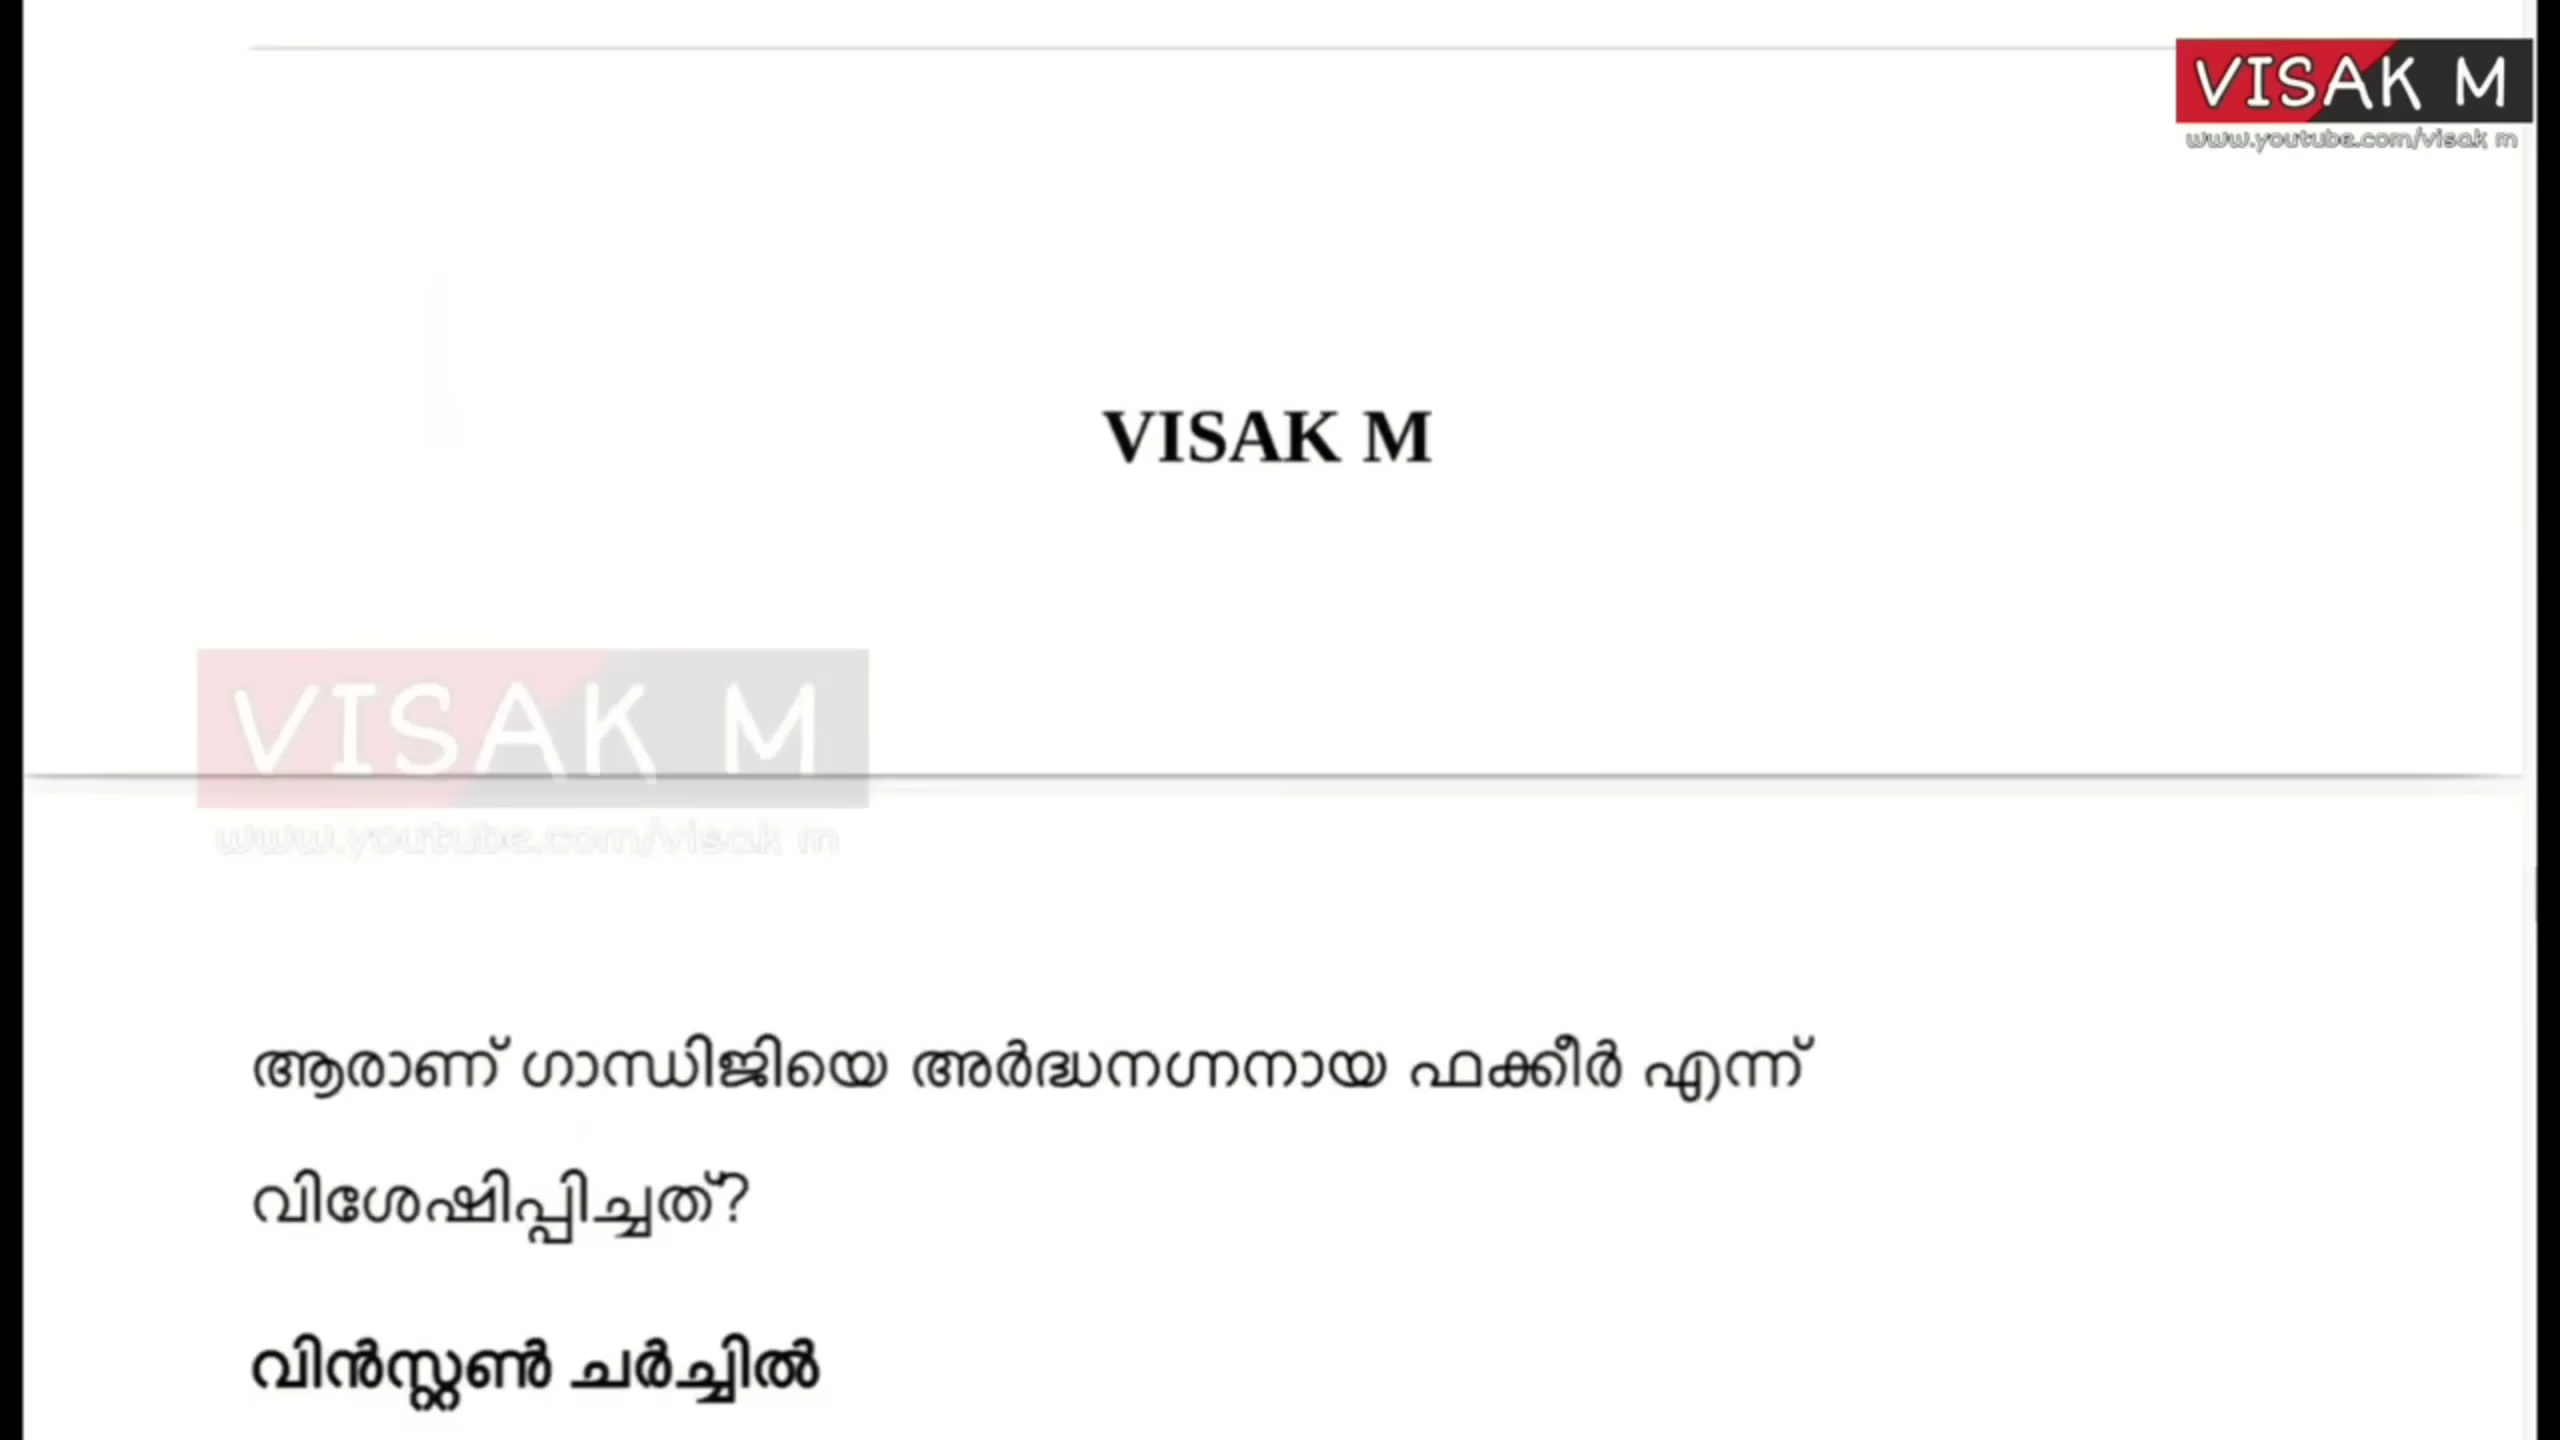 VISAK M
www.youtube.com/visak m
VISAK M
VISAK M
www.youtube.com/visak m
ആരാണ് ഗാന്ധിജിയെ അർദ്ധനഗ്നനായ ഫക്കീർ എന്ന്
വിശേഷിപ്പിച്ചത്?
വിൻസ്റ്റൺ ചർച്ചിൽ